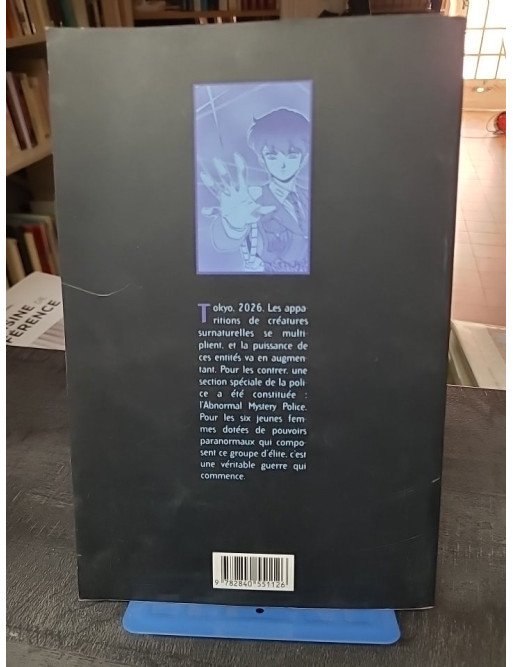 Tokyo, 2026. Les appa-
ritions de créatures
surnaturelles se multi-
plient, et la puissance de
ces entités va en augmen-
tant. Pour les contrer, une
section spéciale de la poli-
ce a été constituée :
l'Abnormal Mystery Police.
Pour les six jeunes fem-
mes dotées de pouvoirs
paranormaux qui compo-
sent ce groupe d'élite, c'est
une véritable guerre qui
commence.
9 782840 551126
SINE DE
FÉRENCE